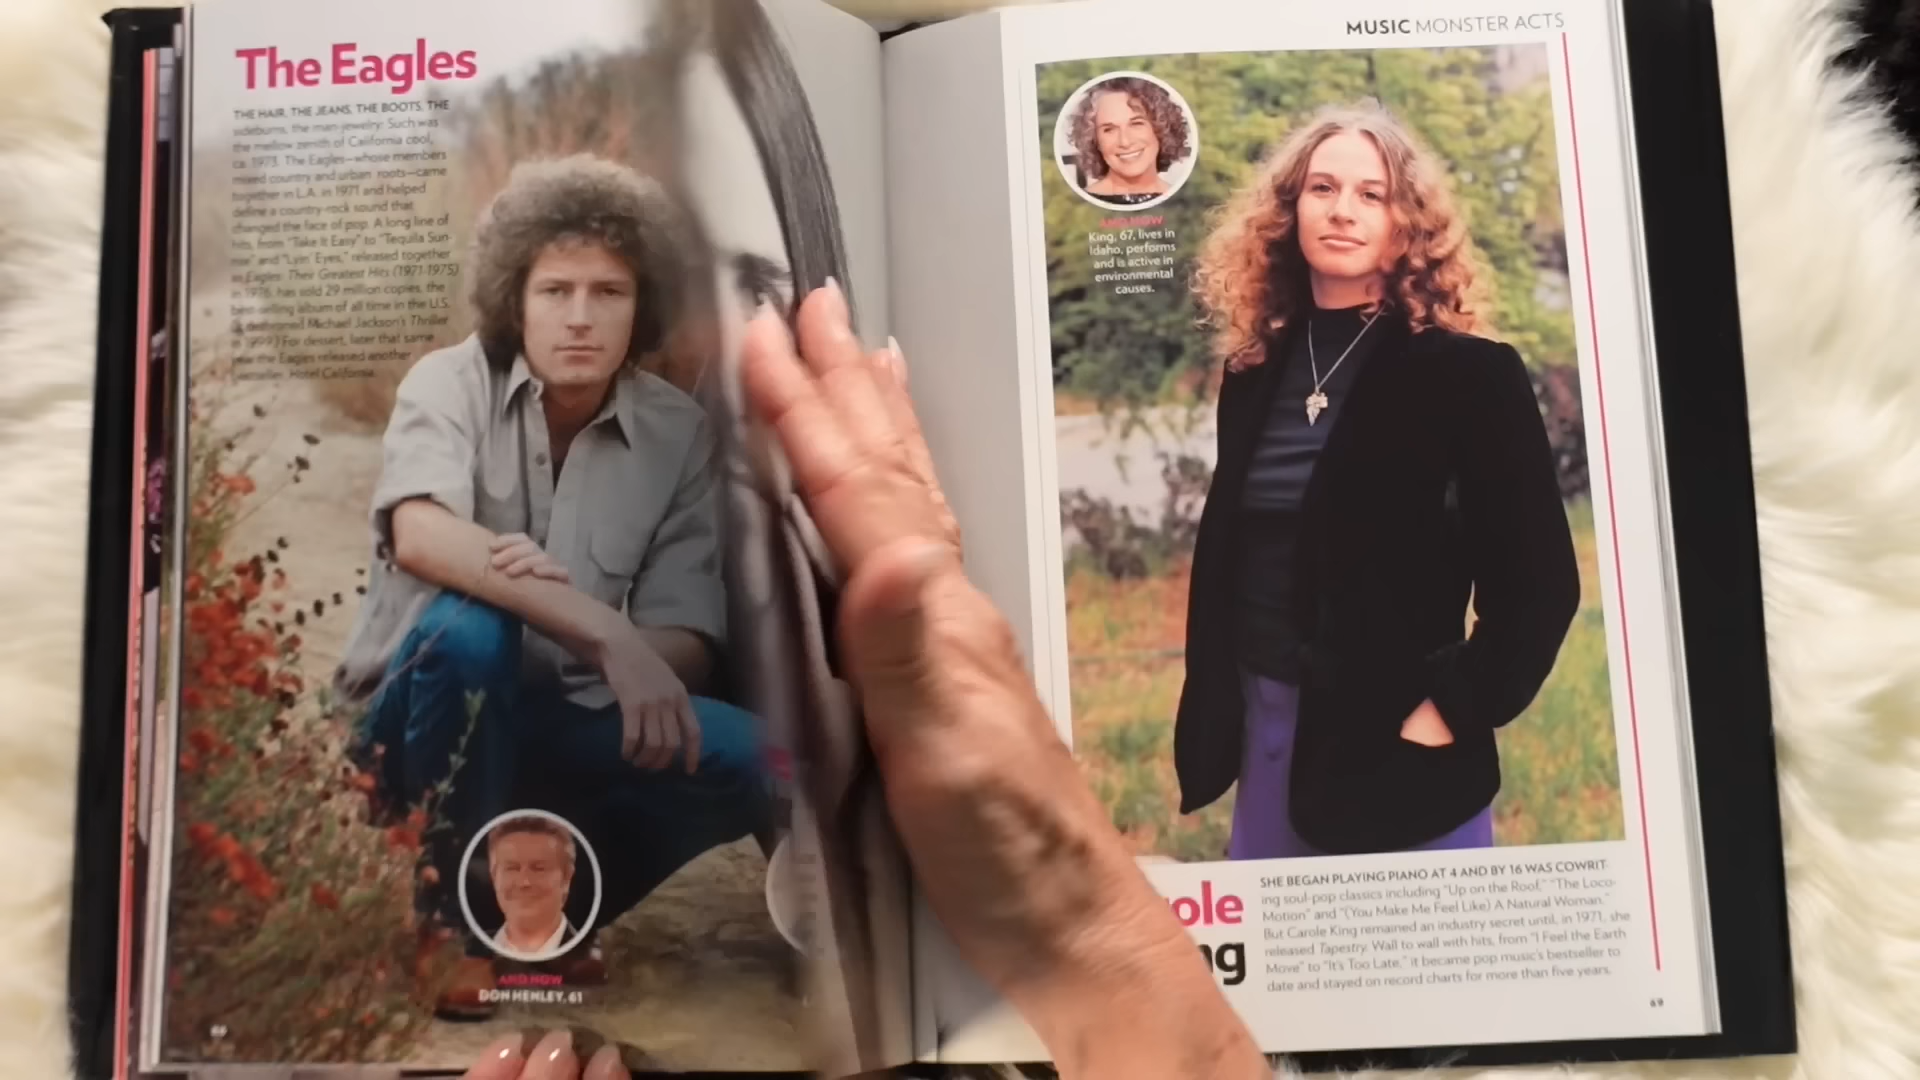 The Eagles
THE HAIR, THE JEANS, THE BOOTS, THE
sideburns, the man-jewelry: Such was
the mellow zenith of California cool,
ca. 1973. The Eagles—whose members
mixed country and urban roots—came
together in L.A. in 1971 and helped
define a country-rock sound that
changed the face of pop. A long line of
hits, from "Take It Easy" to "Tequila Sun-
rise" and "Lyin' Eyes," released together
as Eagles: Their Greatest Hits (1971-1975)
in 1976, has sold 29 million copies, the
best-selling album of all time in the U.S.
(It dethroned Michael Jackson's Thriller
in 1999.) For dessert, later that same
year the Eagles released another
bestseller, Hotel California.
AND NOW
DON HENLEY, 61
MUSIC MONSTER ACTS
AND NOW
King, 67, lives in
Idaho, performs
and is active in
environmental
causes.
ole
ng
SHE BEGAN PLAYING PIANO AT 4 AND BY 16 WAS COWRIT-
ing soul-pop classics including "Up on the Roof," "The Loco-
Motion" and "(You Make Me Feel Like) A Natural Woman."
But Carole King remained an industry secret until, in 1971, she
released Tapestry. Wall to wall with hits, from "I Feel the Earth
Move" to "It's Too Late," it became pop music's bestseller to
date and stayed on record charts for more than five years.
69